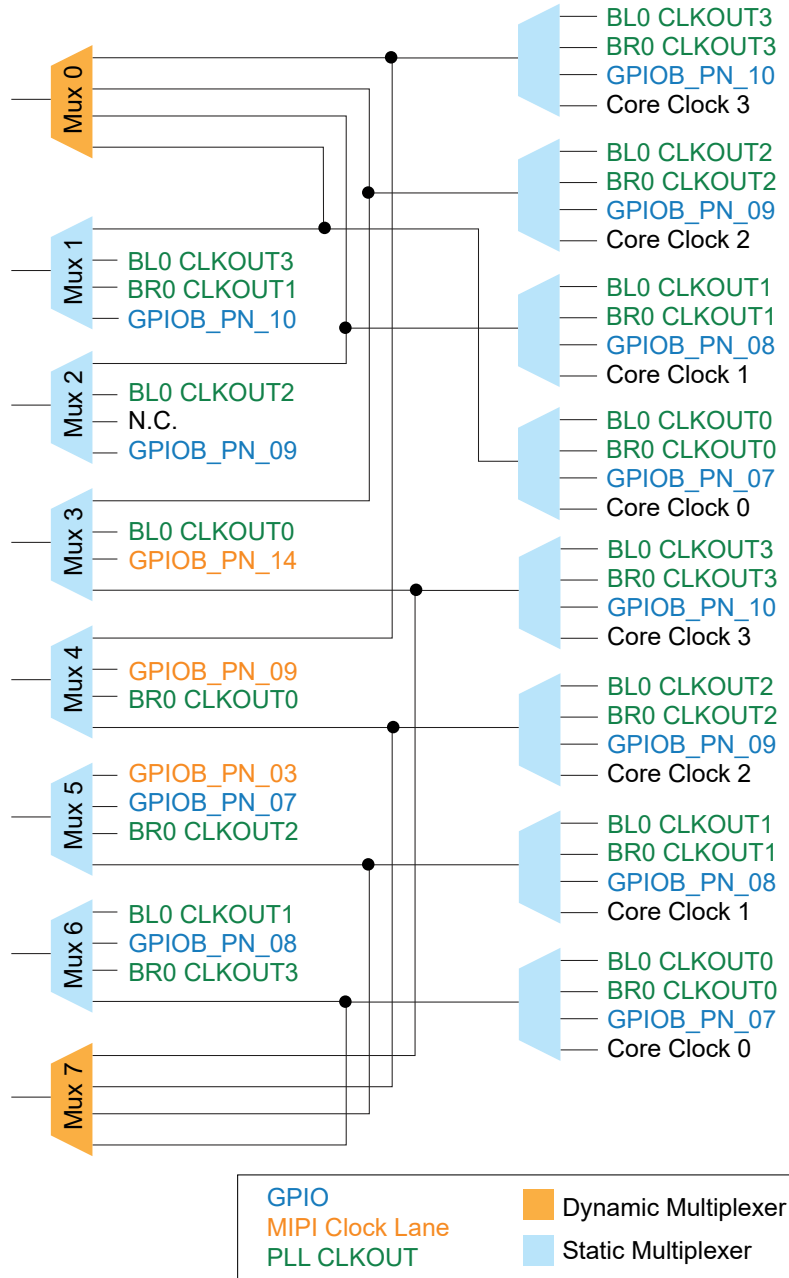 Mux 0
Mux 1
BL0 CLKOUT3
BR0 CLKOUT1
GPIOB_PN_10
Mux 2
BL0 CLKOUT2
N.C.
GPIOB_PN_09
Mux 3
BL0 CLKOUT0
GPIOB_PN_14
Mux 4
GPIOB_PN_09
BR0 CLKOUT0
Mux 5
GPIOB_PN_03
GPIOB_PN_07
BR0 CLKOUT2
Mux 6
BL0 CLKOUT1
GPIOB_PN_08
BR0 CLKOUT3
Mux 7
BL0 CLKOUT3
BR0 CLKOUT3
GPIOB_PN_10
Core Clock 3
BL0 CLKOUT2
BR0 CLKOUT2
GPIOB_PN_09
Core Clock 2
BL0 CLKOUT1
BR0 CLKOUT1
GPIOB_PN_08
Core Clock 1
BL0 CLKOUT0
BR0 CLKOUT0
GPIOB_PN_07
Core Clock 0
BL0 CLKOUT3
BR0 CLKOUT3
GPIOB_PN_10
Core Clock 3
BL0 CLKOUT2
BR0 CLKOUT2
GPIOB_PN_09
Core Clock 2
BL0 CLKOUT1
BR0 CLKOUT1
GPIOB_PN_08
Core Clock 1
BL0 CLKOUT0
BR0 CLKOUT0
GPIOB_PN_07
Core Clock 0
GPIO
MIPI Clock Lane
PLL CLKOUT
Dynamic Multiplexer
Static Multiplexer